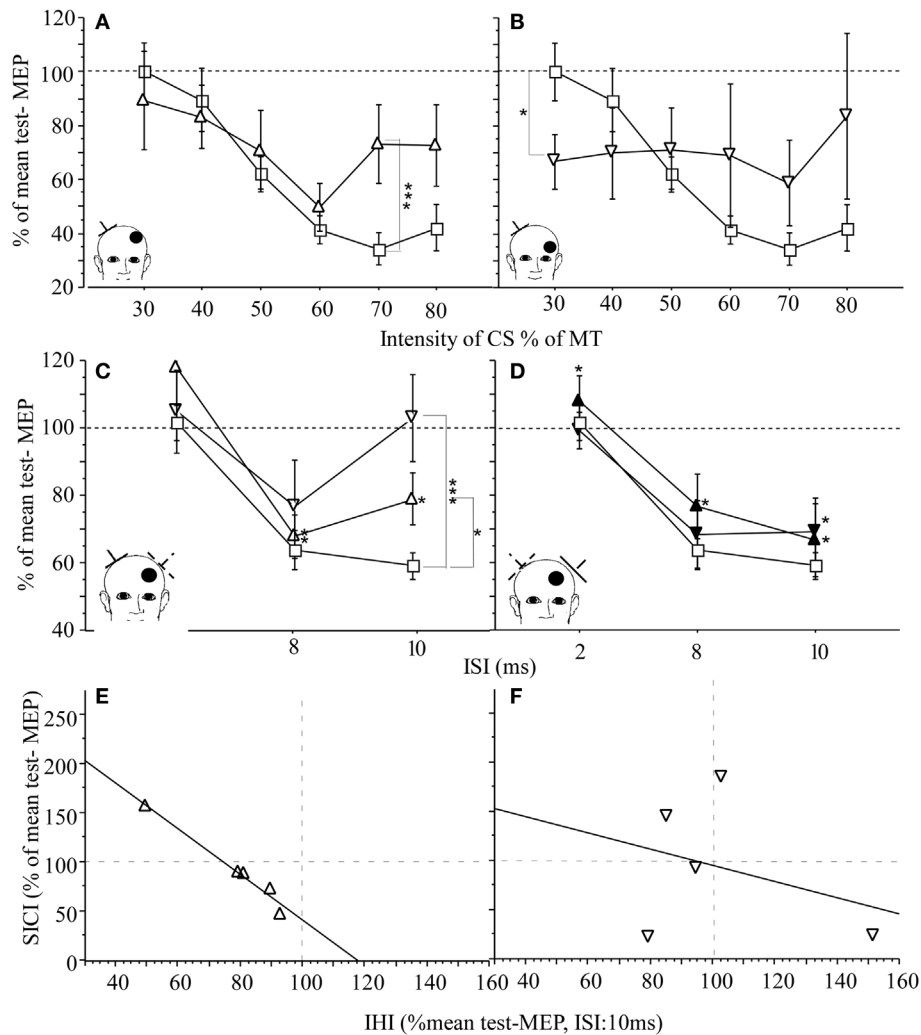 A
B
120
100
80
60
40
20
% of mean test- MEP
***
*
30 40 50 60 70 80
30 40 50 60 70 80
Intensity of CS % of MT
C
D
120
100
80
60
40
% of mean test- MEP
*
*
*
***
*
*
*
*
*
8 10
2 8 10
ISI (ms)
E
F
250
200
150
100
50
0
SICI (% of mean test- MEP)
40 60 80 100 120 140 160
40 60 80 100 120 140 160
IHI (%mean test-MEP, ISI:10ms)